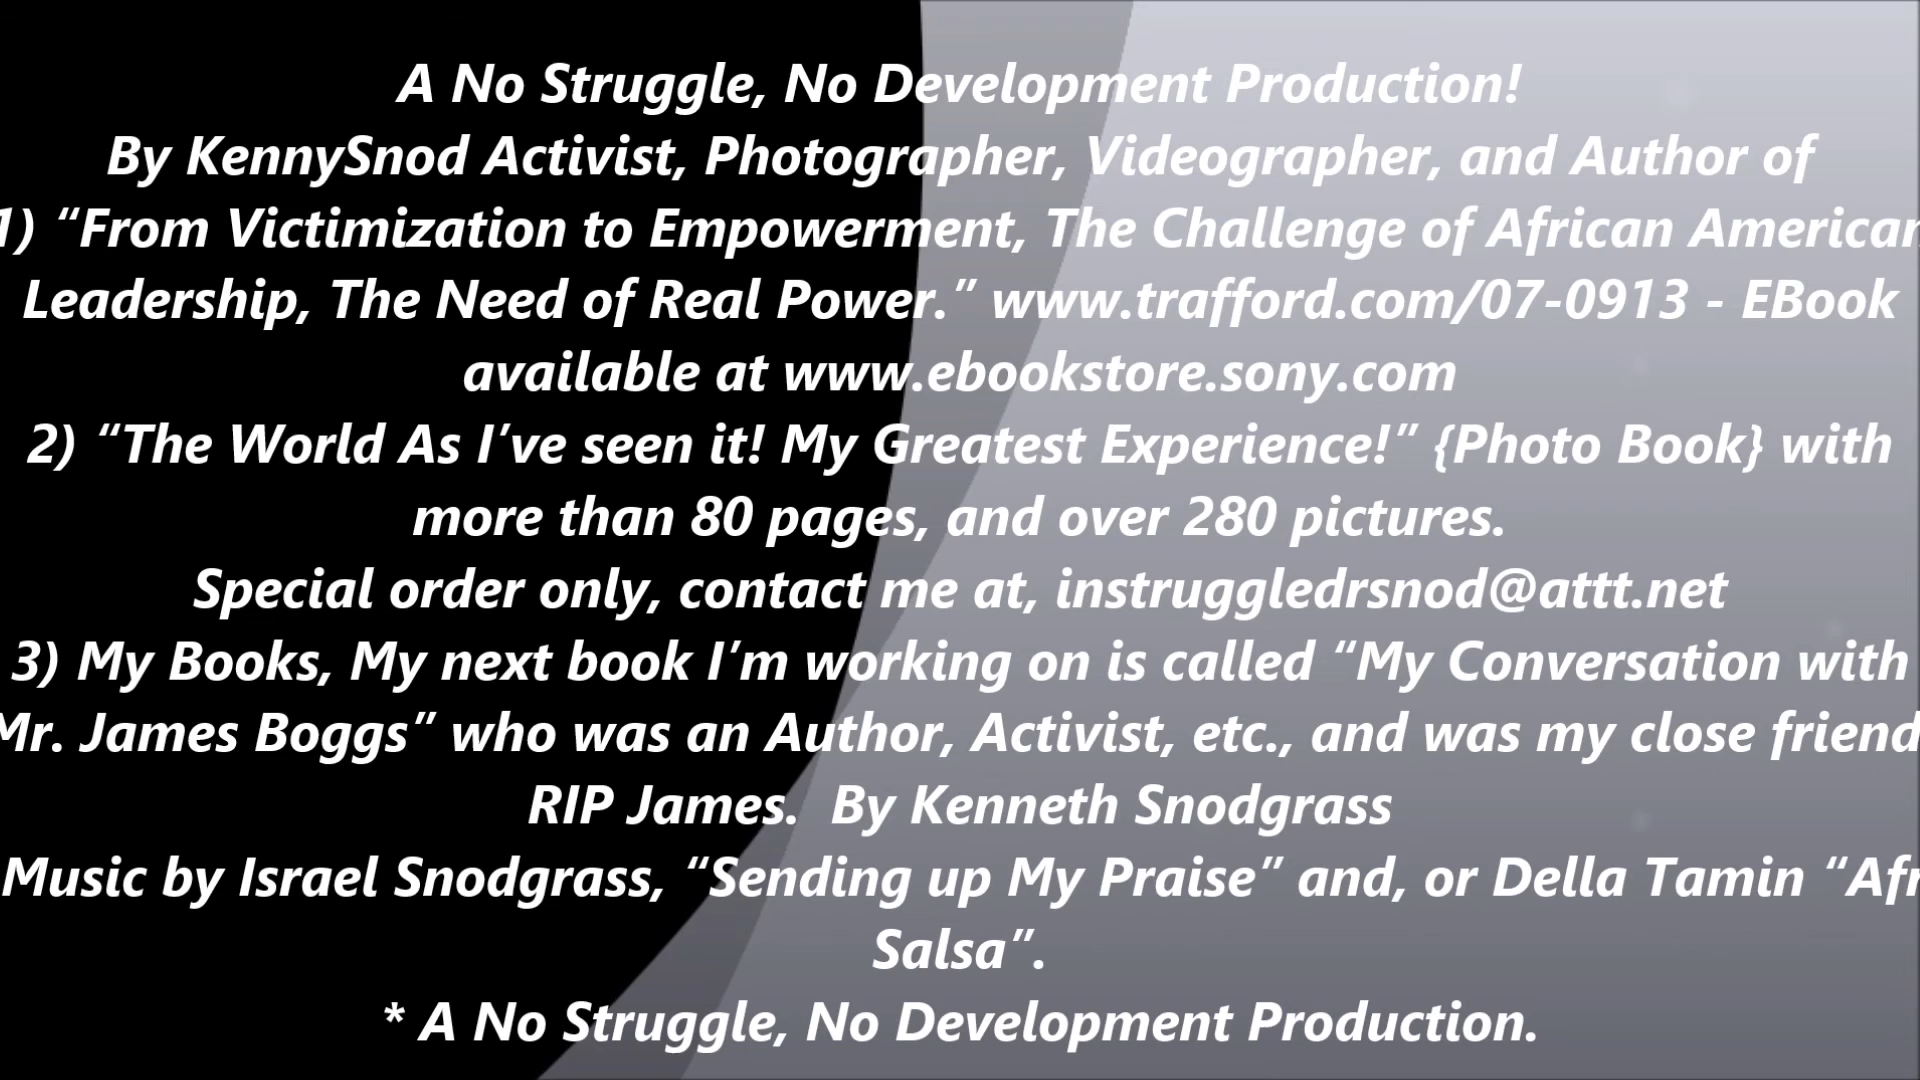 A No Struggle, No Development Production!
By KennySnod Activist, Photographer, Videographer, and Author of
1) “From Victimization to Empowerment, The Challenge of African American
Leadership, The Need of Real Power.” www.trafford.com/07-0913 - EBook
available at www.ebookstore.sony.com
2) “The World As I’ve seen it! My Greatest Experience!” {Photo Book} with
more than 80 pages, and over 280 pictures.
Special order only, contact me at, instruggledrsnod@attt.net
3) My Books, My next book I’m working on is called “My Conversation with
Mr. James Boggs” who was an Author, Activist, etc., and was my close friend
RIP James.  By Kenneth Snodgrass
Music by Israel Snodgrass, “Sending up My Praise” and, or Della Tamin
Salsa”.
* A No Struggle, No Development Production.